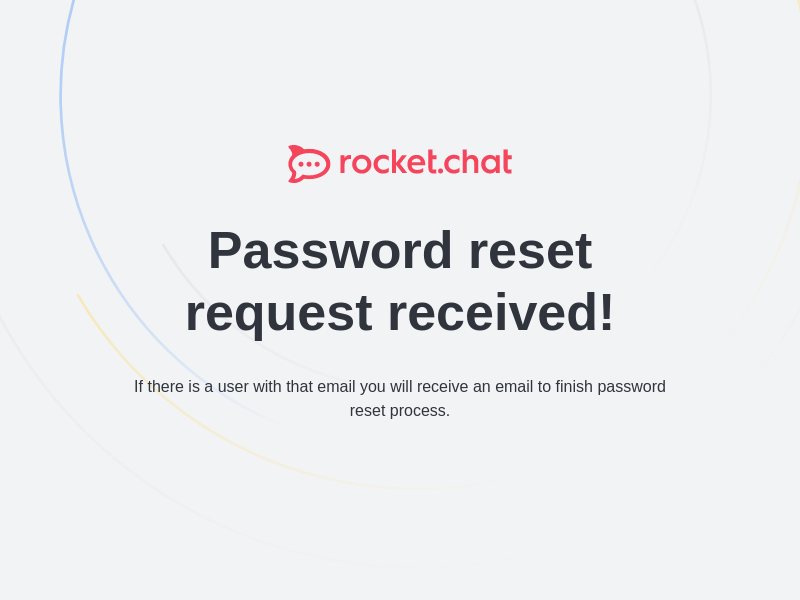 rocket.chat
Password reset
request received!
If there is a user with that email you will receive an email to finish password
reset process.